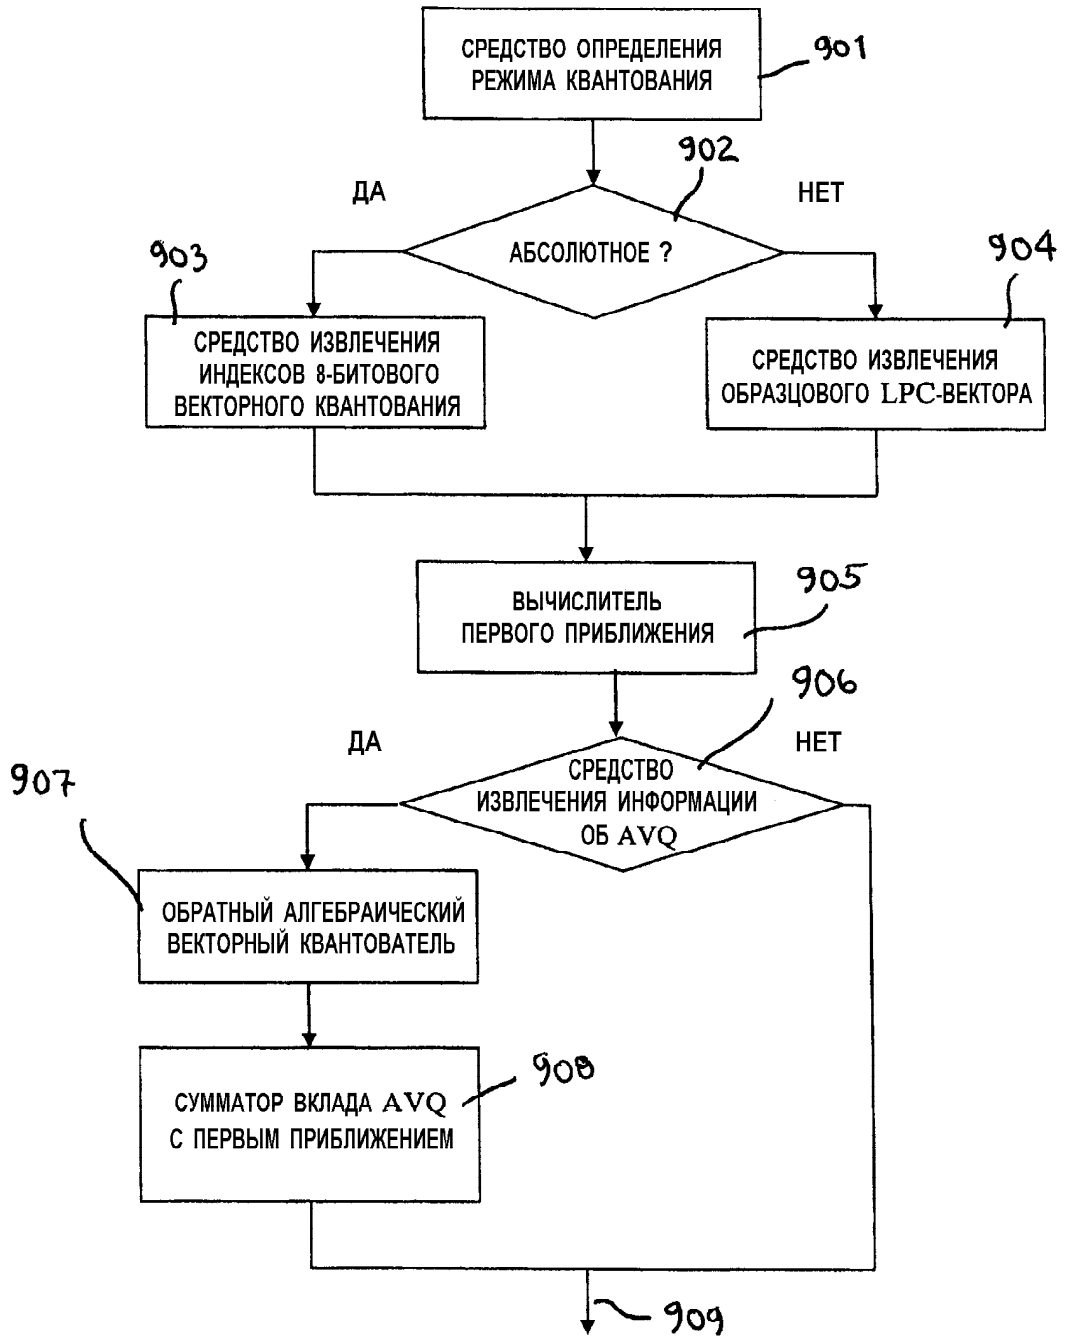 СРЕДСТВО ОПРЕДЕЛЕНИЯ
РЕЖИМА КВАНТОВАНИЯ
901
902
ДА
НЕТ
АБСОЛЮТНОЕ ?
903
904
СРЕДСТВО ИЗВЛЕЧЕНИЯ
ИНДЕКСОВ 8-БИТОВОГО
ВЕКТОРНОГО КВАНТОВАНИЯ
СРЕДСТВО ИЗВЛЕЧЕНИЯ
ОБРАЗЦОВОГО LPC-ВЕКТОРА
905
ВЫЧИСЛИТЕЛЬ
ПЕРВОГО ПРИБЛИЖЕНИЯ
906
ДА
НЕТ
СРЕДСТВО
ИЗВЛЕЧЕНИЯ ИНФОРМАЦИИ
ОБ AVQ
907
ОБРАТНЫЙ АЛГЕБРАИЧЕСКИЙ
ВЕКТОРНЫЙ КВАНТОВАТЕЛЬ
908
СУММАТОР ВКЛАДА AVQ
С ПЕРВЫМ ПРИБЛИЖЕНИЕМ
909